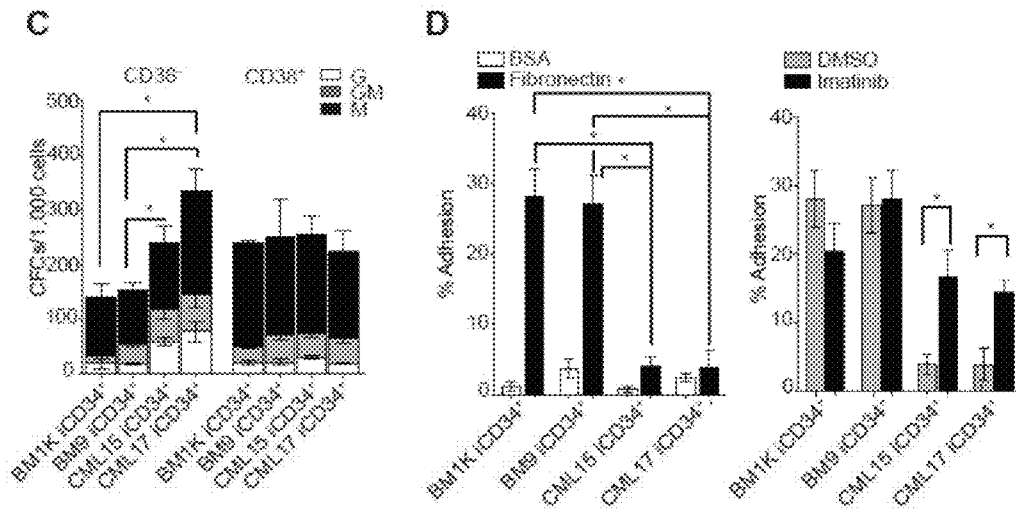 C
CD38⁻ CD38⁺
G
GM
M
CFCs/1,000 cells
500
400
300
200
100
0
BM1K iCD34⁺
BM9 iCD34⁺
CML15 iCD34⁺
CML17 iCD34⁺
BM1K iCD34⁺
BM9 iCD34⁺
CML15 iCD34⁺
CML17 iCD34⁺
D
DSA
Fibronectin
% Adhesion
40
30
20
10
0
BM1K iCD34⁺
BM9 iCD34⁺
CML15 iCD34⁺
CML17 iCD34⁺
DMSO
Imatinib
% Adhesion
40
30
20
10
0
BM1K iCD34⁺
BM9 iCD34⁺
CML15 iCD34⁺
CML17 iCD34⁺